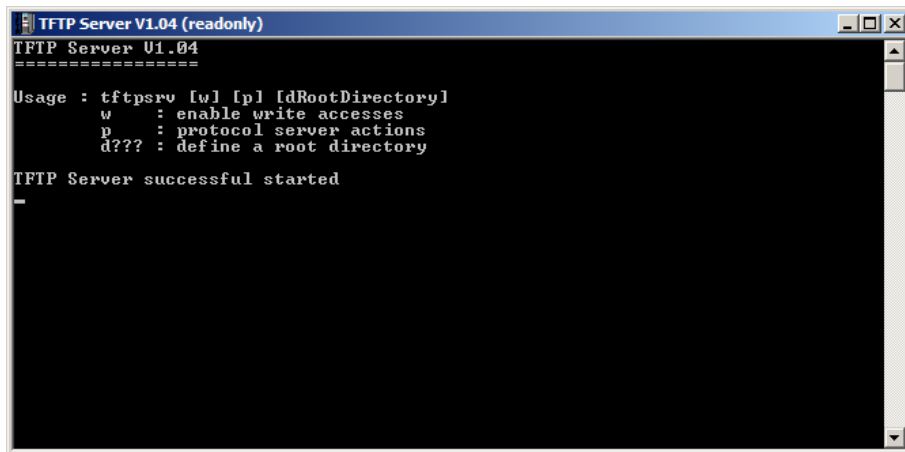 TFTP Server V1.04 (readonly)
TFTP Server V1.04
=================
Usage : tftpsrv [w] [p] [dRootDirectory]
w : enable write accesses
p : protocol server actions
d??? : define a root directory
TFTP Server successful started